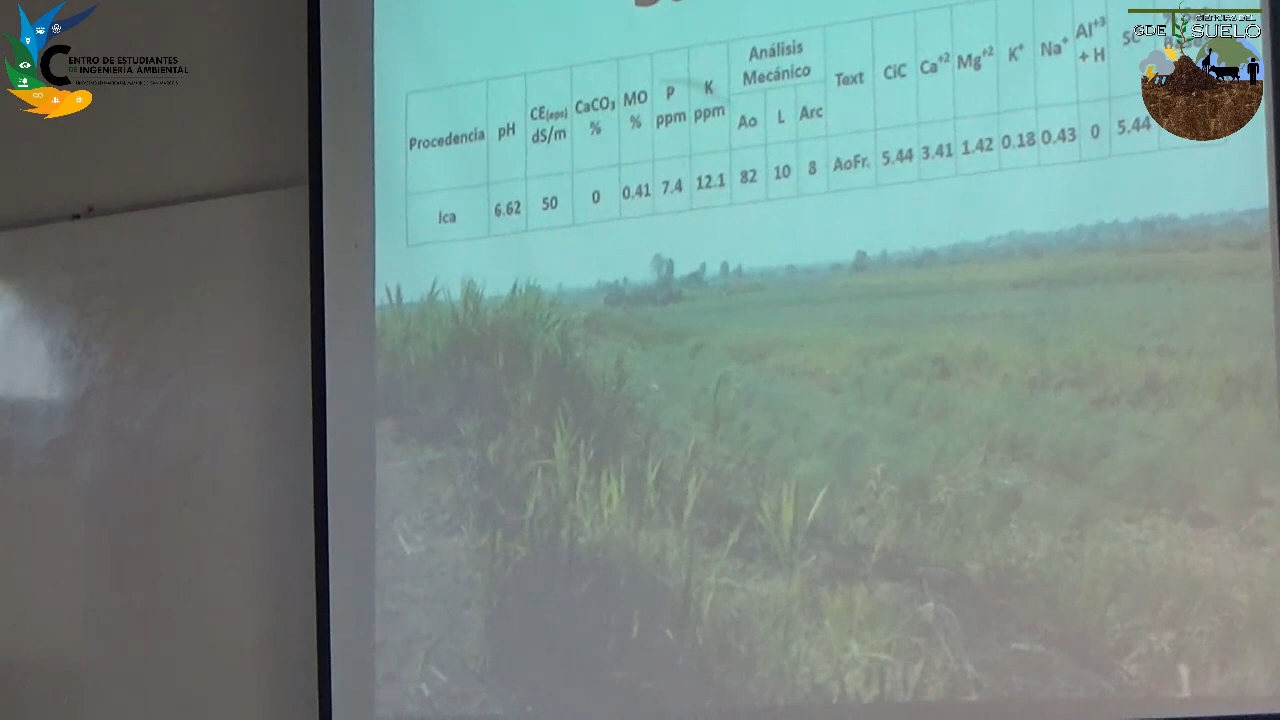 CENTRO DE ESTUDIANTES
DE INGENIERÍA AMBIENTAL
GDE
SUELO
Procedencia pH CE(eps) dS/m CaCO₃ % MO % P ppm K ppm Análisis Mecánico Ao L Arc Text CiC Ca⁺² Mg⁺² K⁺ Na⁺ Al⁺³ + H
Ica 6.62 50 0 0.41 7.4 12.1 82 10 8 AoFr. 5.44 3.41 1.42 0.18 0.43 0 5.44